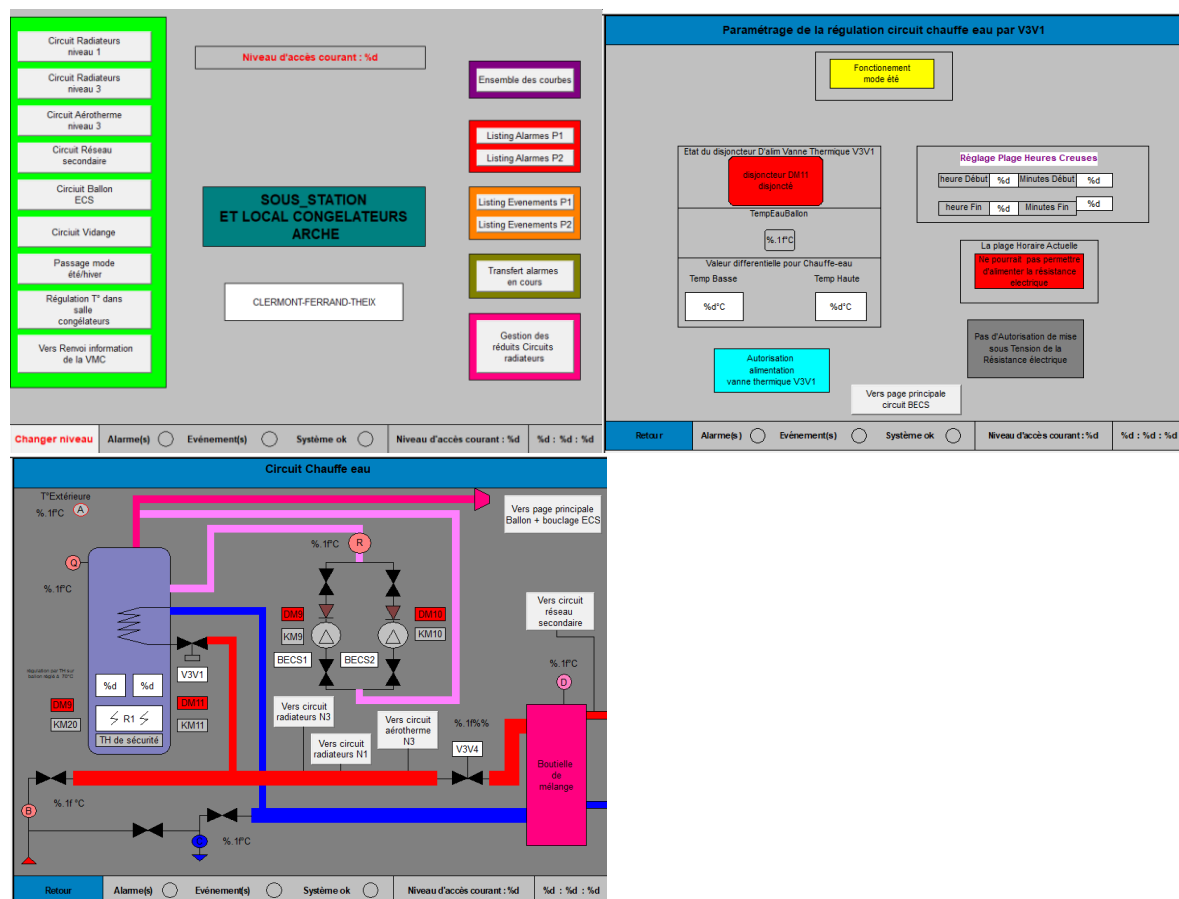 Circuit Radiateurs
niveau 1
Circuit Radiateurs
niveau 3
Circuit Aérotherme
niveau 3
Circuit Réseau
secondaire
Circiuit Ballon
ECS
Circiuit Vidange
Passage mode
été/hiver
Régulation T° dans
salle
congélateurs
Vers Renvoi information
de la VMC
Niveau d'accès courant : %d
SOUS_STATION
ET LOCAL CONGELATEURS
ARCHE
CLERMONT-FERRAND-THEIX
Ensemble des courbes
Listing Alarmes P1
Listing Alarmes P2
Listing Evenements P1
Listing Evenements P2
Transfert alarmes
en cours
Gestion des
réduits Circuits
radiateurs
Changer niveau Alarme(s) Evénement(s) Système ok Niveau d'accès courant : %d %d : %d : %d
Paramétrage de la régulation circuit chauffe eau par V3V1
Fonctionement
mode été
Etat du disjoncteur D'alim Vanne Thermique V3V1
disjoncteur DM11
disjoncté
TempEauBallon
%.1f°C
Valeur differentielle pour Chauffe-eau
Temp Basse Temp Haute
%d°C %d°C
Autorisation
alimentation
vanne thermique V3V1
Réglage Plage Heures Creuses
heure Début %d Minutes Début %d
heure Fin %d Minutes Fin %d
La plage Horaire Actuelle
Ne pourrait pas permettre
d'alimenter la résistance
électrique
Pas d'Autorisation de mise
sous Tension de la
Résistance électrique
Vers page principale
circuit BECS
Retour Alarme(s) Evénement(s) Système ok Niveau d'accès courant : %d %d : %d : %d
Circuit Chauffe eau
T°Extérieure
%.1f°C A
Vers page principale
Ballon + bouclage ECS
%.1f°C R
Q
%.1f°C
DM9 DM10
KM9 KM10
BECS1 BECS2
Vers circuit
réseau
secondaire
V3V1
%d %d
DM9 DM11
R1
KM20 KM11
TH de sécurité
%.1f°C
D
Vers circuit
radiateurs N3
Vers circuit
radiateurs N1
Vers circuit
aérotherme
N3
%.1f%%
V3V4
Boutielle
de
mélange
%.1f °C
B
%.1f°C
Retour Alarme(s) Evénement(s) Système ok Niveau d'accès courant : %d %d : %d : %d